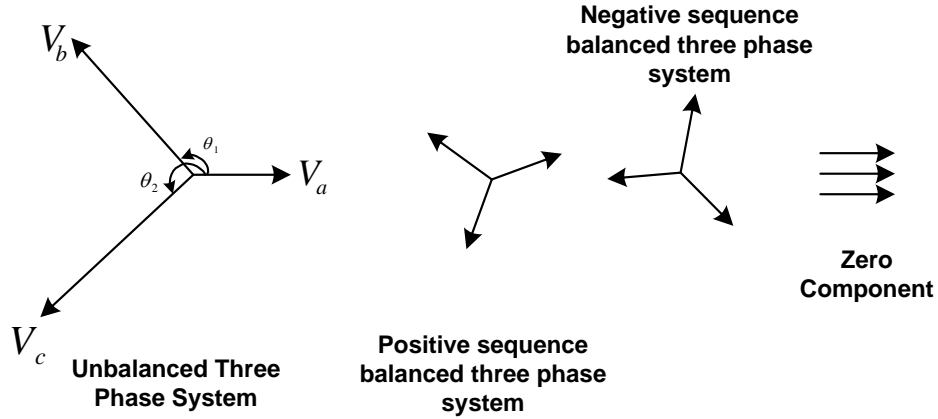 Negative sequence
balanced three phase
system
V_b
θ_1
θ_2
V_a
V_c
Zero
Component
Unbalanced Three
Phase System
Positive sequence
balanced three phase
system